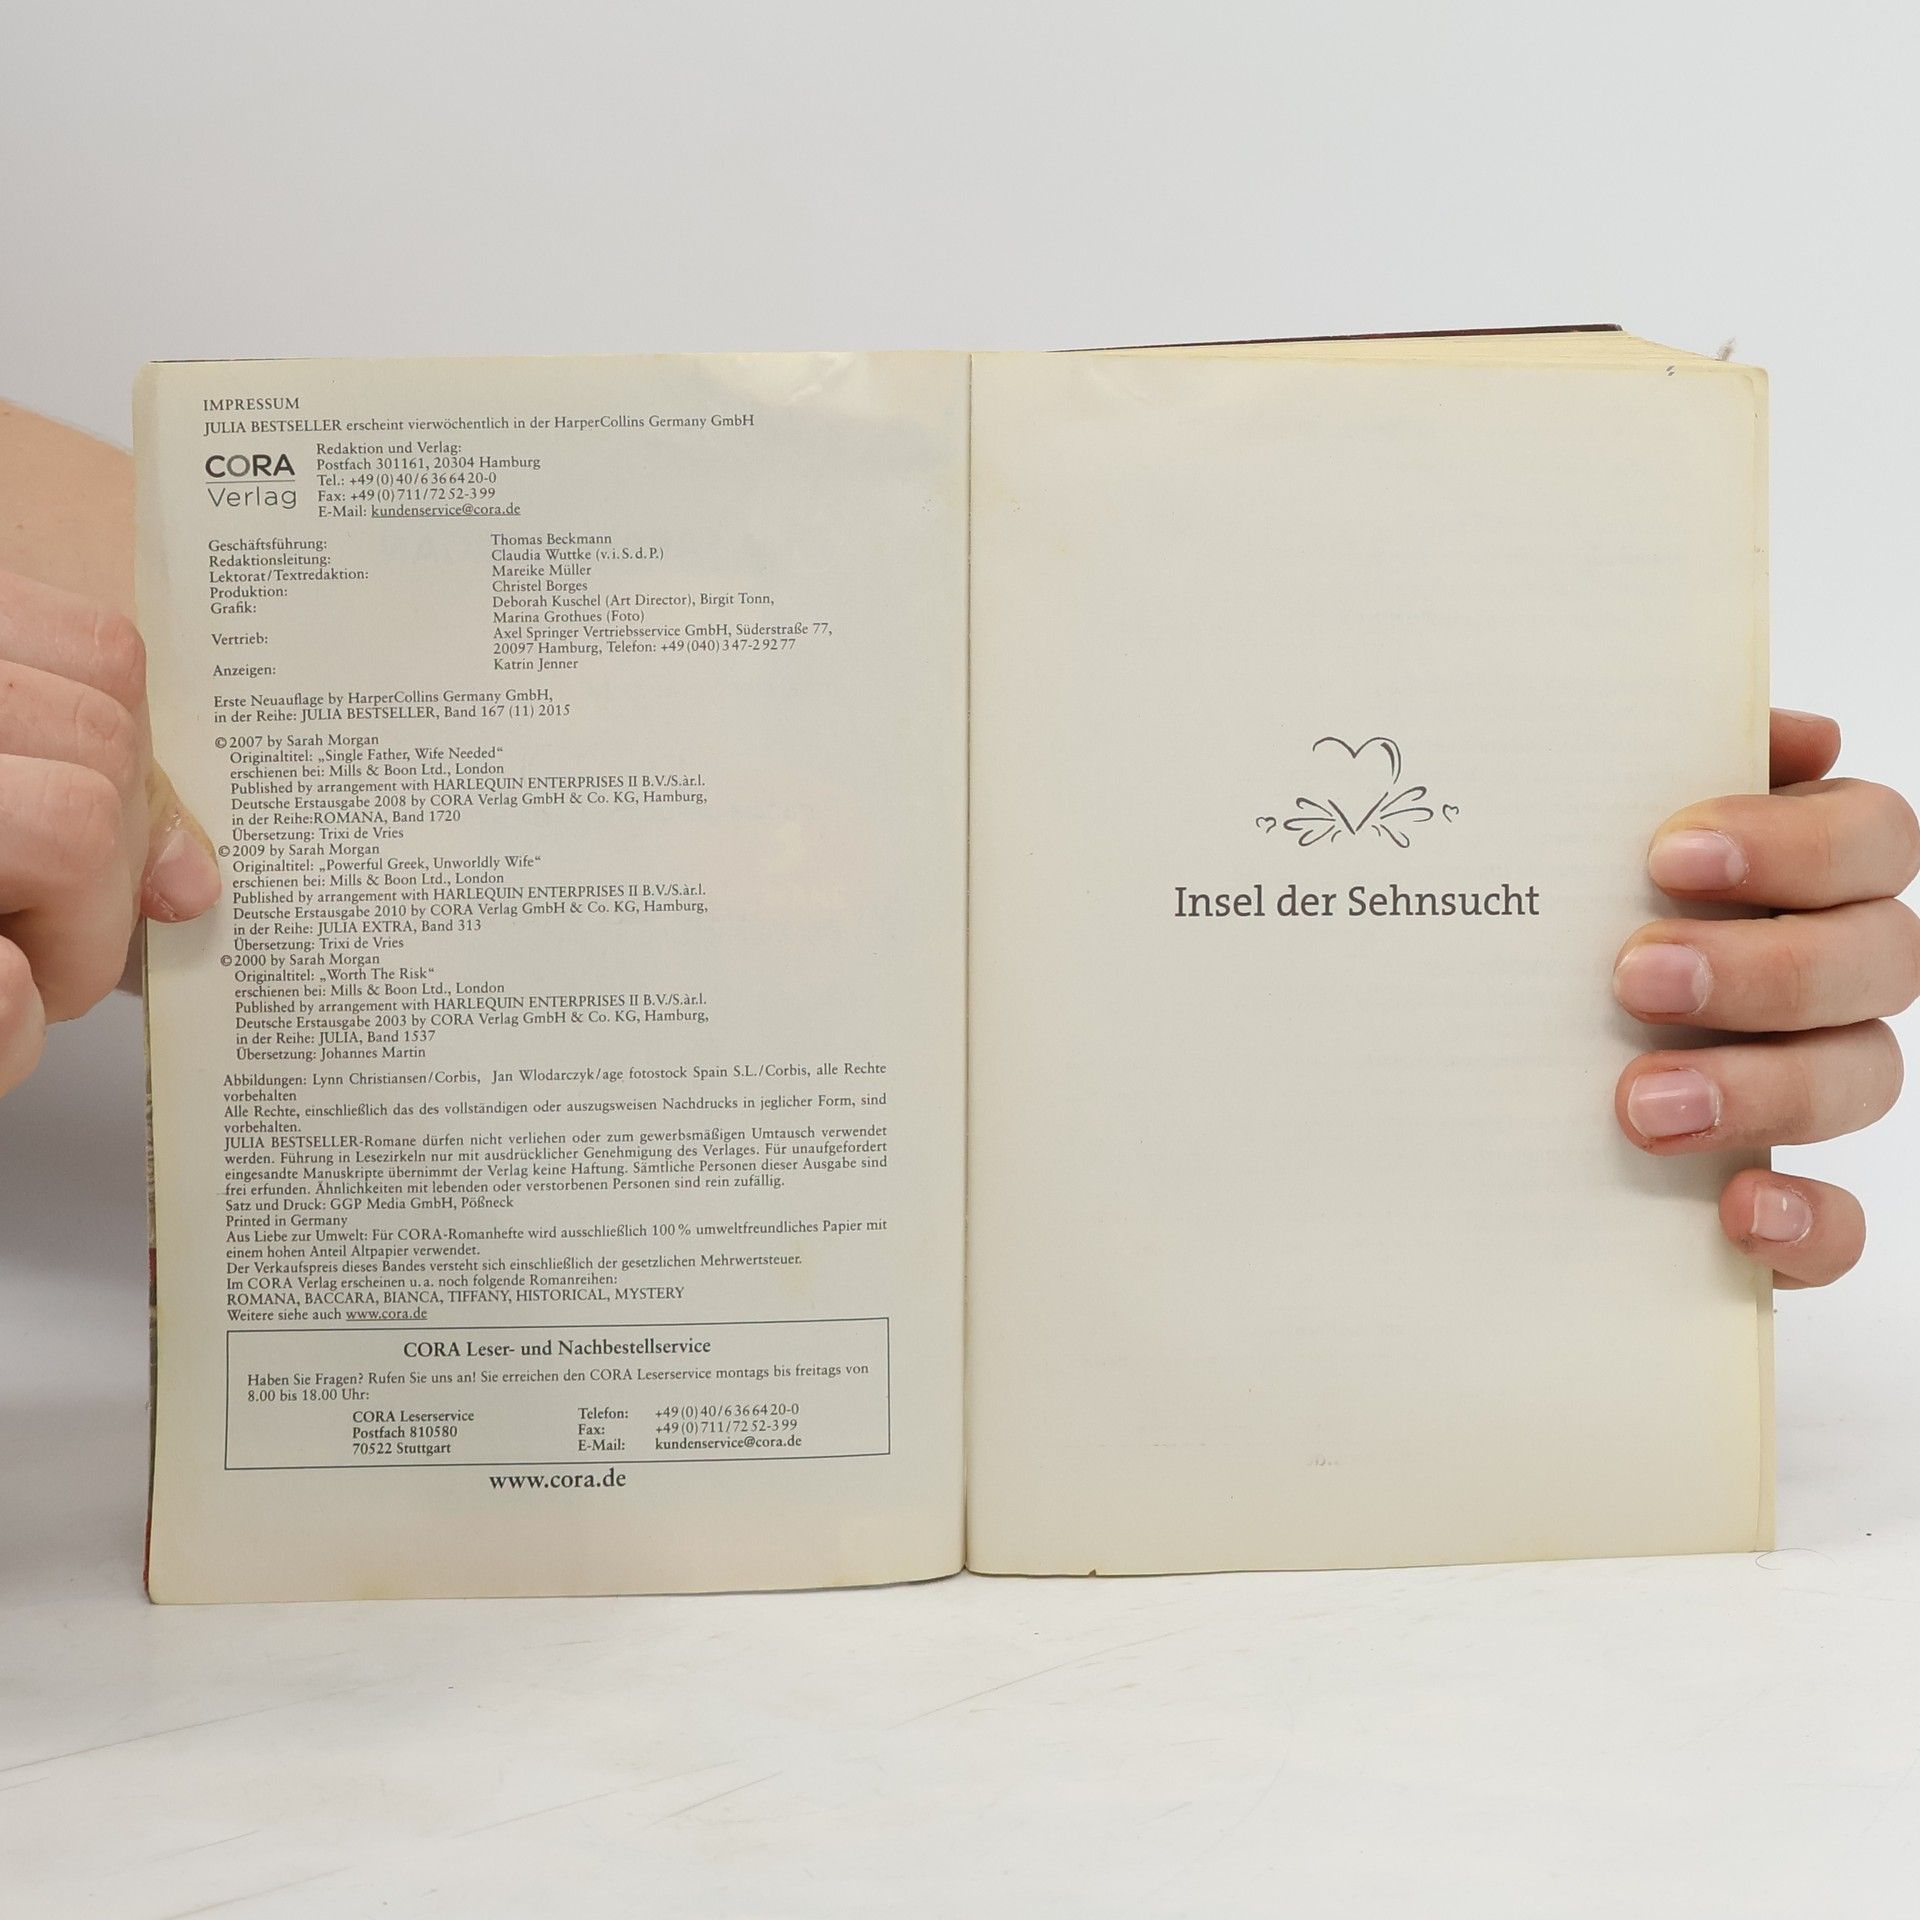 IMPRESSUM
JULIA BESTSELLER erscheint vierwöchentlich in der HarperCollins Germany GmbH
CORA
Verlag
Redaktion und Verlag:
Postfach 301161, 20304 Hamburg
Tel.: +49(0)40/6366420-0
Fax: +49(0)711/7252-399
E-Mail: kundenservice@cora.de
Geschäftsführung: Thomas Beckmann
Redaktionsleitung: Claudia Wuttke (v.i.S.d.P.)
Lektorat/Textredaktion: Mareike Müller
Produktion: Christel Borges
Grafik: Deborah Kuschel (Art Director), Birgit Tonn,
Marina Grothues (Foto)
Vertrieb: Axel Springer Vertriebsservice GmbH, Süderstraße 77,
20097 Hamburg, Telefon: +49(040)347-29277
Anzeigen: Katrin Jenner
Erste Neuauflage by HarperCollins Germany GmbH,
in der Reihe: JULIA BESTSELLER, Band 167 (11) 2015
© 2007 by Sarah Morgan
Originaltitel: „Single Father, Wife Needed“
erschienen bei: Mills & Boon Ltd., London
Published by arrangement with HARLEQUIN ENTERPRISES II B.V./S.àr.l.
Deutsche Erstausgabe 2008 by CORA Verlag GmbH & Co. KG, Hamburg,
in der Reihe:ROMANA, Band 1720
Übersetzung: Trixi de Vries
© 2009 by Sarah Morgan
Originaltitel: „Powerful Greek, Unworldly Wife“
erschienen bei: Mills & Boon Ltd., London
Published by arrangement with HARLEQUIN ENTERPRISES II B.V./S.àr.l.
Deutsche Erstausgabe 2010 by CORA Verlag GmbH & Co. KG, Hamburg,
in der Reihe: JULIA EXTRA, Band 313
Übersetzung: Trixi de Vries
© 2000 by Sarah Morgan
Originaltitel: „Worth The Risk“
erschienen bei: Mills & Boon Ltd., London
Published by arrangement with HARLEQUIN ENTERPRISES II B.V./S.àr.l.
Deutsche Erstausgabe 2003 by CORA Verlag GmbH & Co. KG, Hamburg,
in der Reihe: JULIA, Band 1537
Übersetzung: Johannes Martin
Abbildungen: Lynn Christiansen/Corbis, Jan Wlodarczyk/age fotostock Spain S.L./Corbis, alle Rechte
vorbehalten
Alle Rechte, einschließlich das des vollständigen oder auszugsweisen Nachdrucks in jeglicher Form, sind
vorbehalten.
JULIA BESTSELLER-Romane dürfen nicht verliehen oder zum gewerbsmäßigen Umtausch verwendet
werden. Führung in Lesezirkeln nur mit ausdrücklicher Genehmigung des Verlages. Für unaufgefordert
eingesandte Manuskripte übernimmt der Verlag keine Haftung. Sämtliche Personen dieser Ausgabe sind
frei erfunden. Ähnlichkeiten mit lebenden oder verstorbenen Personen sind rein zufällig.
Satz und Druck: GGP Media GmbH, Pößneck
Printed in Germany
Aus Liebe zur Umwelt: Für CORA-Romanhefte wird ausschließlich 100 % umweltfreundliches Papier mit
einem hohen Anteil Altpapier verwendet.
Der Verkaufspreis dieses Bandes versteht sich einschließlich der gesetzlichen Mehrwertsteuer.
Im CORA Verlag erscheinen u.a. noch folgende Romanreihen:
ROMANA, BACCARA, BIANCA, TIFFANY, HISTORICAL, MYSTERY
Weitere siehe auch www.cora.de
CORA Leser- und Nachbestellservice
Haben Sie Fragen? Rufen Sie uns an! Sie erreichen den CORA Leserservice montags bis freitags von
8.00 bis 18.00 Uhr:
CORA Leserservice Telefon: +49(0)40/6366420-0
Postfach 810580 Fax: +49(0)711/7252-399
70522 Stuttgart E-Mail: kundenservice@cora.de
www.cora.de
Insel der Sehnsucht